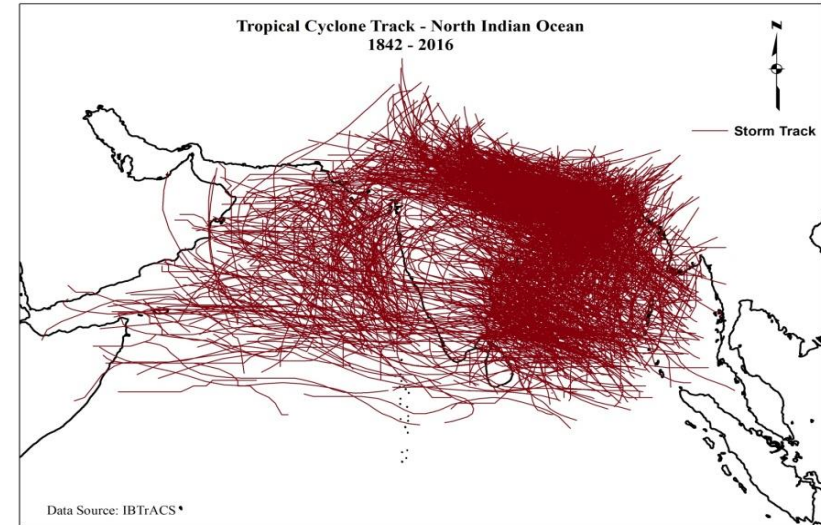 Tropical Cyclone Track - North Indian Ocean
1842 - 2016
N
Storm Track
Data Source: IBTrACS